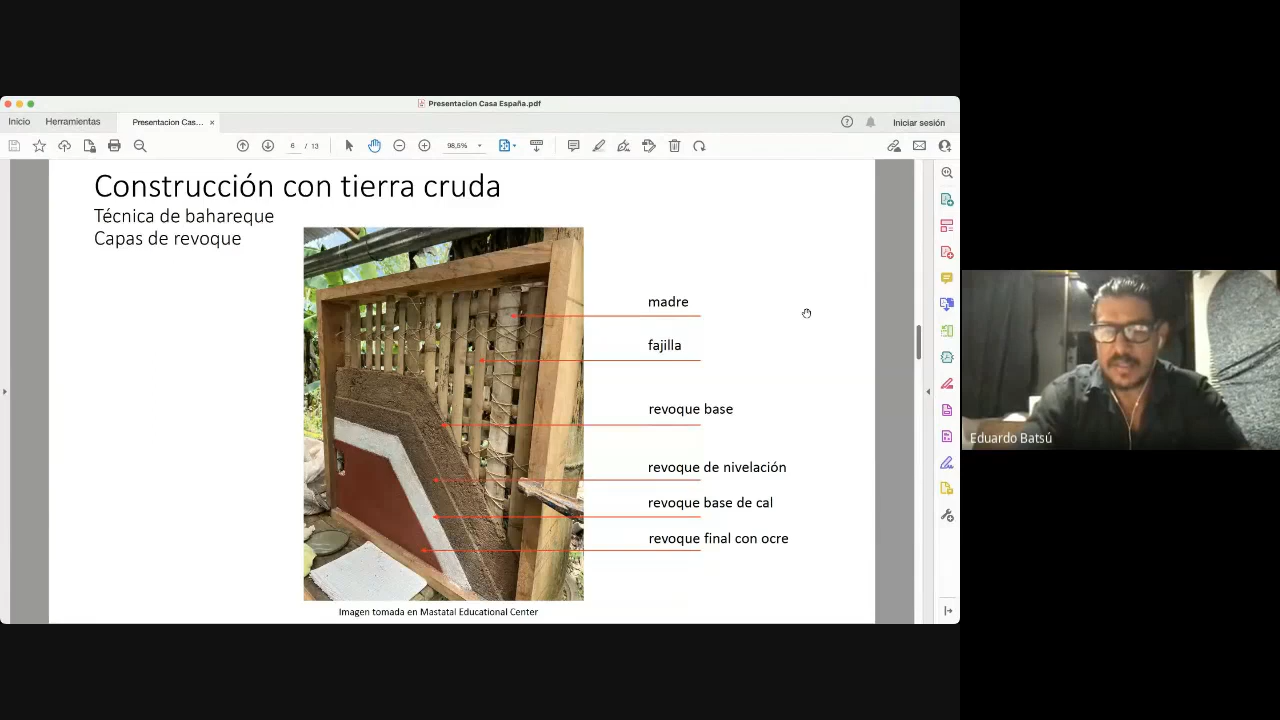 Presentacion Casa España.pdf
Inicio
Herramientas
Presentacion Cas...
Iniciar sesión
6 / 13
98,6%
Construcción con tierra cruda
Técnica de bahareque
Capas de revoque
madre
fajilla
revoque base
revoque de nivelación
revoque base de cal
revoque final con ocre
Imagen tomada en Mastatal Educational Center
Eduardo Batsú